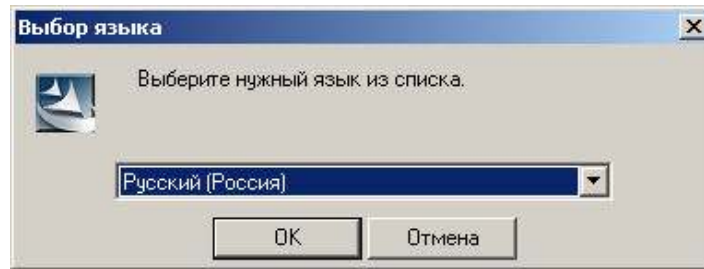 Выбор языка
Выберите нужный язык из списка.
Русский (Россия)
OK Отмена